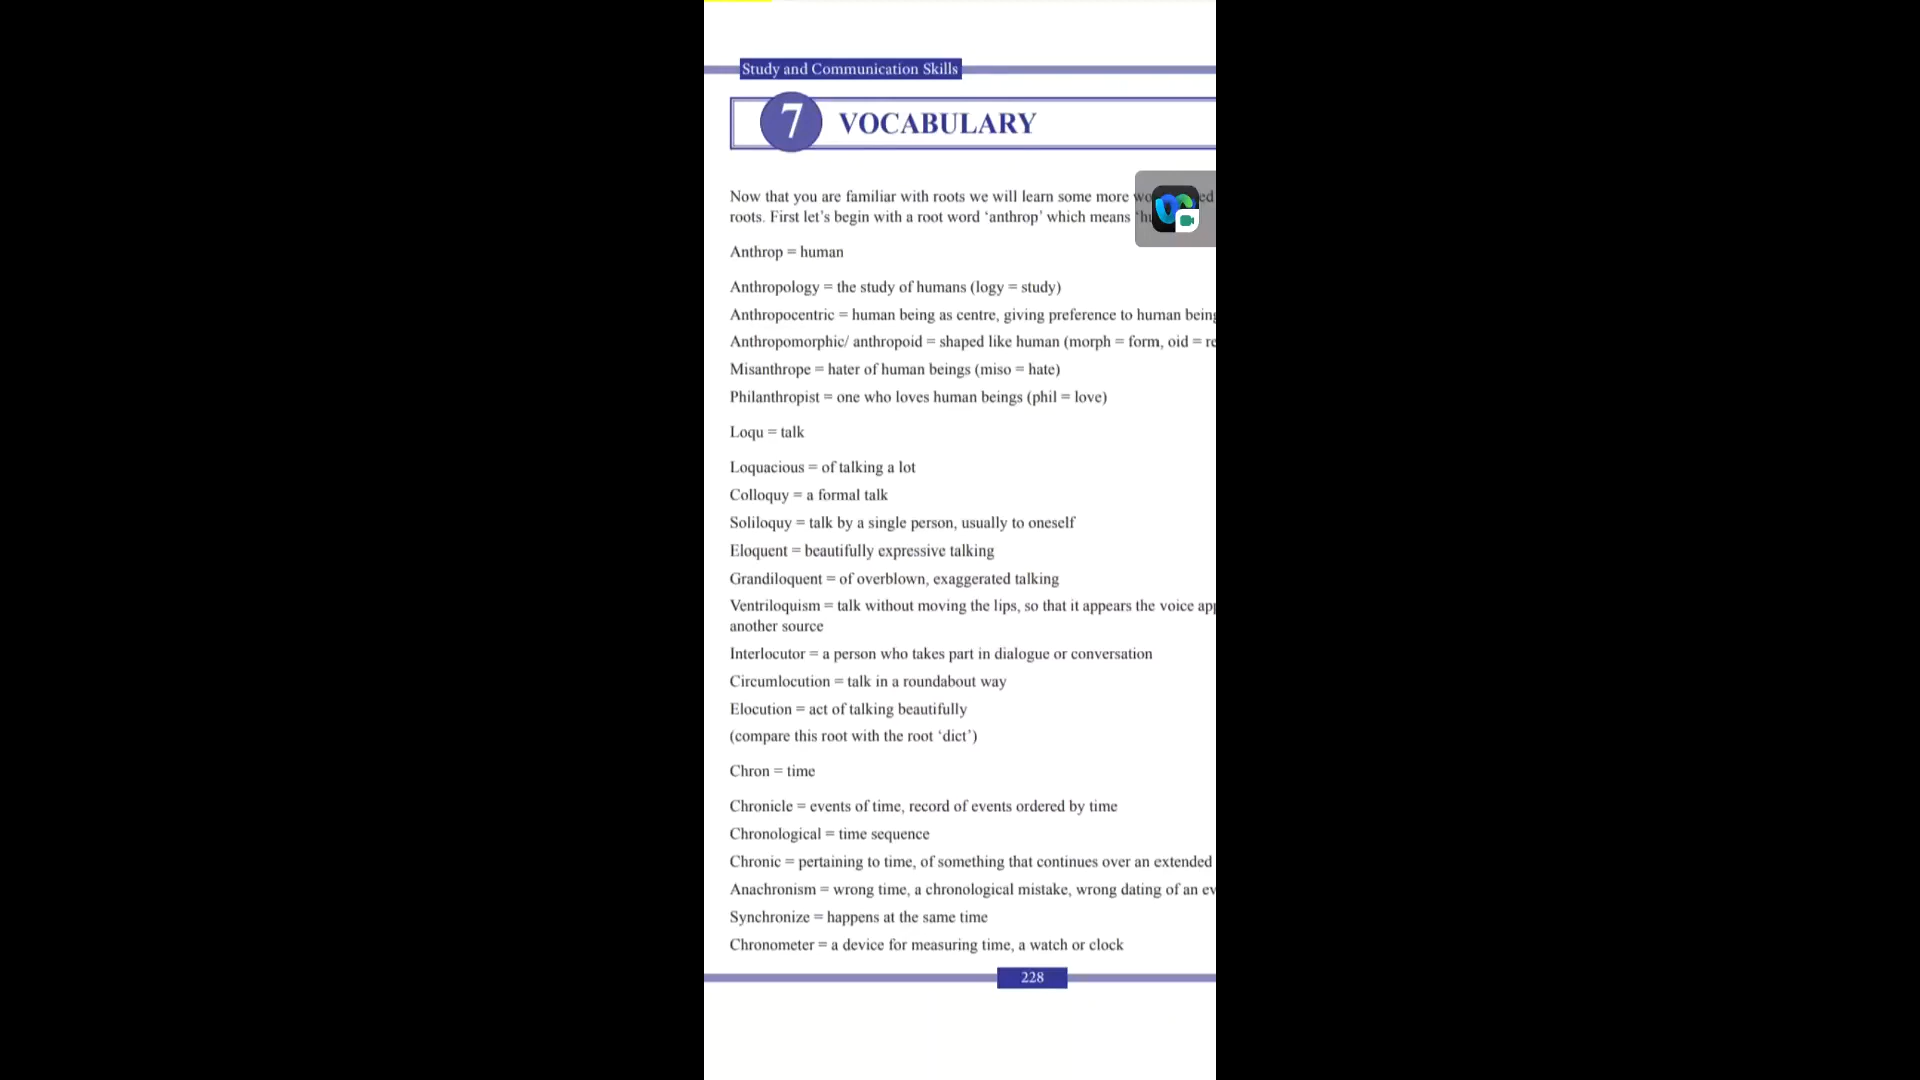 Study and Communication Skills
7 VOCABULARY
Now that you are familiar with roots we will learn some more
roots. First let’s begin with a root word ‘anthrop’ which means
Anthrop = human
Anthropology = the study of humans (logy = study)
Anthropocentric = human being as centre, giving preference to human being
Anthropomorphic/ anthropoid = shaped like human (morph = form, oid =
Misanthrope = hater of human beings (miso = hate)
Philanthropist = one who loves human beings (phil = love)
Loqu = talk
Loquacious = of talking a lot
Colloquy = a formal talk
Soliloquy = talk by a single person, usually to oneself
Eloquent = beautifully expressive talking
Grandiloquent = of overblown, exaggerated talking
Ventriloquism = talk without moving the lips, so that it appears the voice
another source
Interlocutor = a person who takes part in dialogue or conversation
Circumlocution = talk in a roundabout way
Elocution = act of talking beautifully
(compare this root with the root ‘dict’)
Chron = time
Chronicle = events of time, record of events ordered by time
Chronological = time sequence
Chronic = pertaining to time, of something that continues over an extended
Anachronism = wrong time, a chronological mistake, wrong dating of an
Synchronize = happens at the same time
Chronometer = a device for measuring time, a watch or clock
228